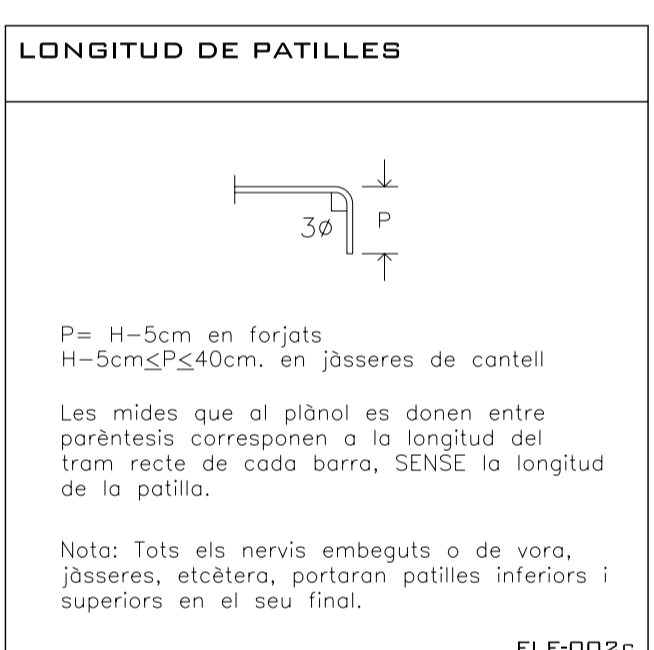 LONGITUD DE PATILLES
3ø
P
P= H-5cm en forjats
H-5cm≤P≤40cm. en jàsseres de cantell
Les mides que al plànol es donen entre
parèntesis corresponen a la longitud del
tram recte de cada barra, SENSE la longitud
de la patilla.
Nota: Tots els nervis embeguts o de vora,
jàsseres, etcètera, portaran patilles inferiors i
superiors en el seu final.